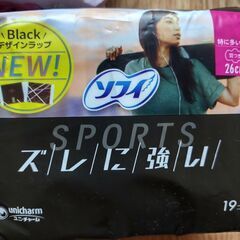 Black
デザインラップ
NEW!
ソフィ
特に多い
26c
SPORTS
ズレに強い
unicharm
ユニ・チャーム
19